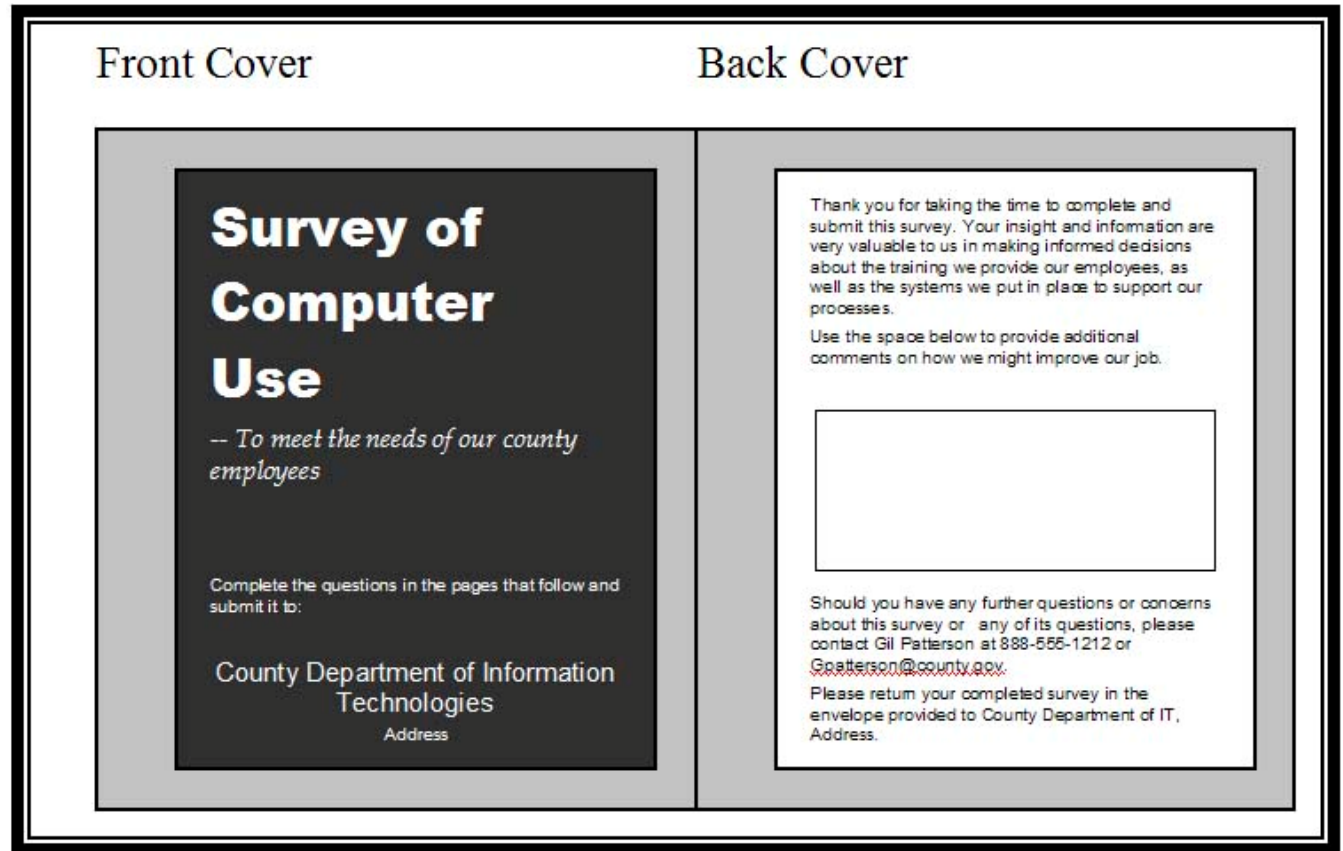 Front Cover
Back Cover
Survey of
Computer
Use
-- To meet the needs of our county
employees
Complete the questions in the pages that follow and
submit it to:
County Department of Information
Technologies
Address
Thank you for taking the time to complete and
submit this survey. Your insight and information are
very valuable to us in making informed decisions
about the training we provide our employees, as
well as the systems we put in place to support our
processes.
Use the space below to provide additional
comments on how we might improve our job.
Should you have any further questions or concerns
about this survey or any of its questions, please
contact Gil Patterson at 888-555-1212 or
Gpatterson@county.gov.
Please return your completed survey in the
envelope provided to County Department of IT,
Address.